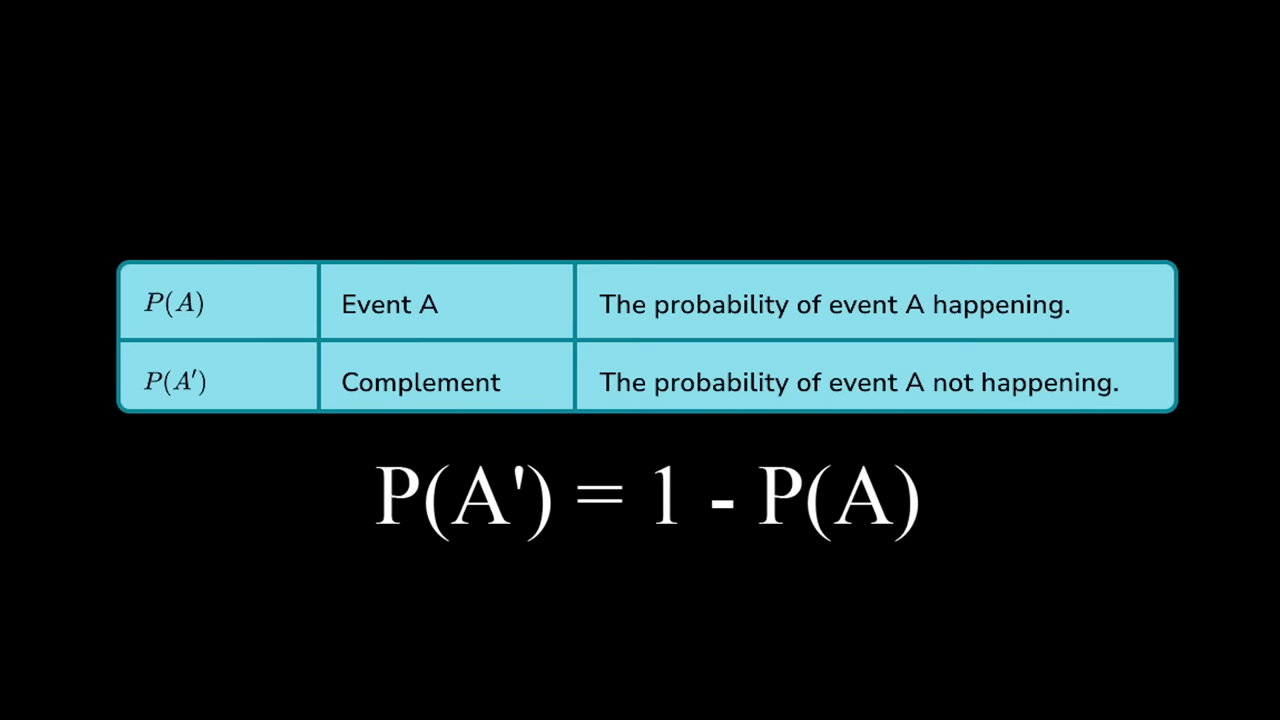 P(A) Event A The probability of event A happening.
P(A′) Complement The probability of event A not happening.
P(A') = 1 - P(A)